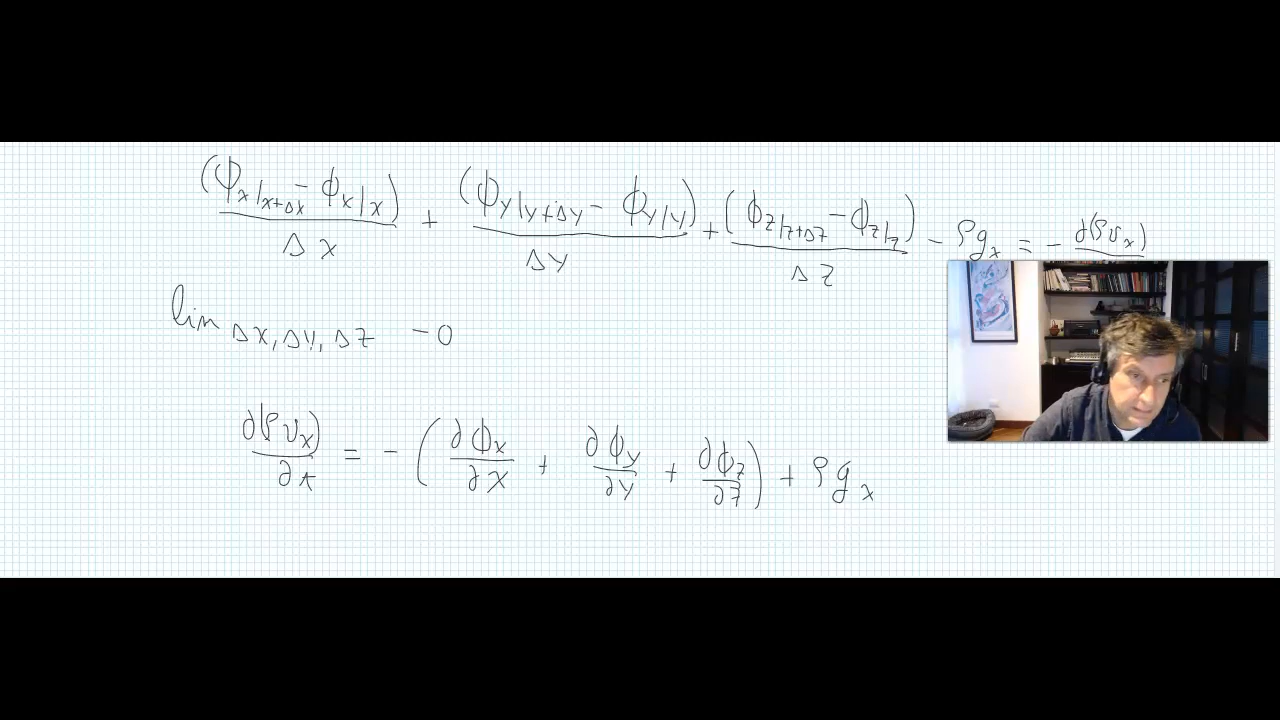 (ϕx|x+Δx − ϕx|x)/Δx + (ϕy|y+Δy − ϕy|y)/Δy + (ϕz|z+Δz − ϕz|z)/Δz − ρgx = − ∂(ρvx)
lim Δx, Δy, Δz → 0
∂(ρvx)/∂t = − (∂ϕx/∂x + ∂ϕy/∂y + ∂ϕz/∂z) + ρgx